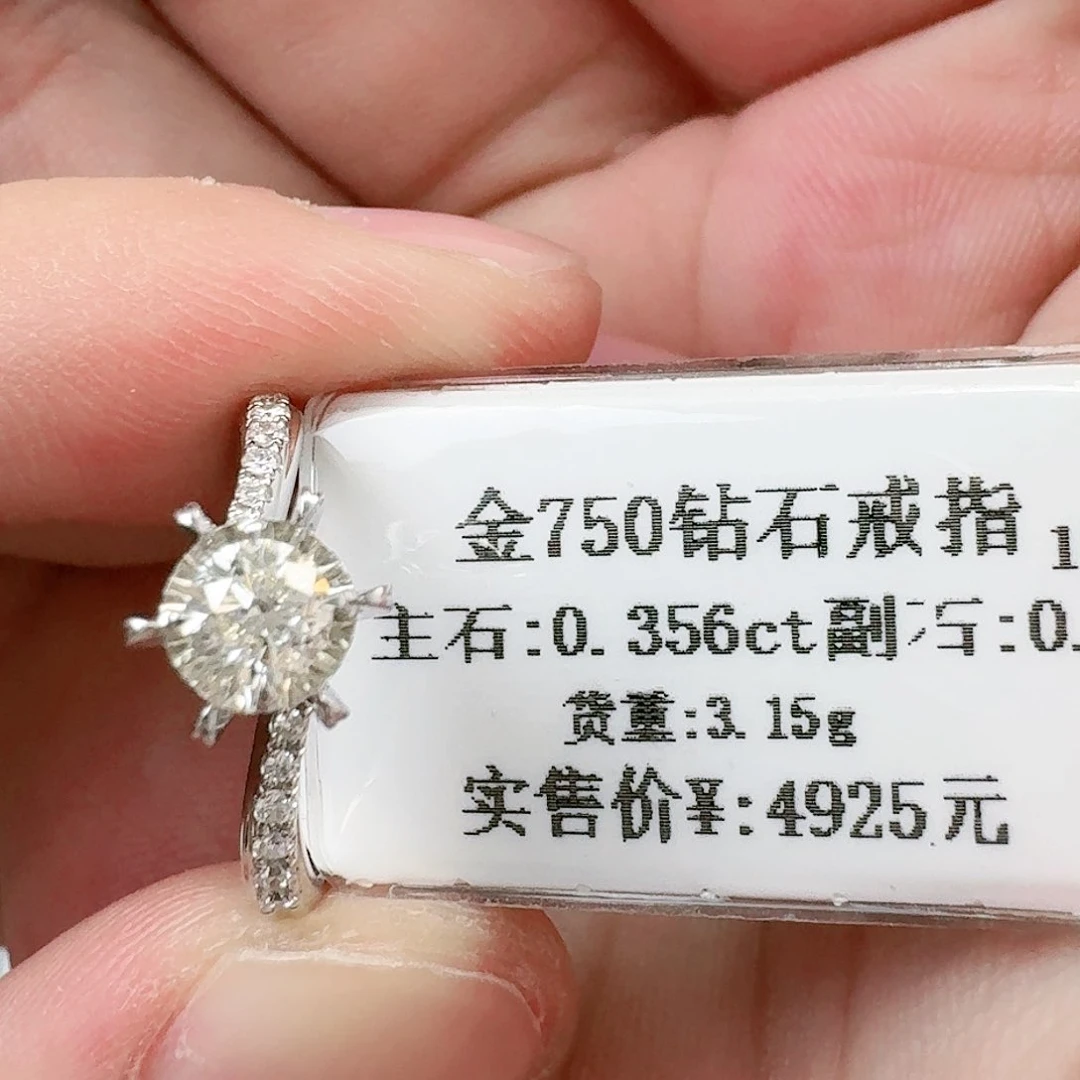 金750钻石戒指 1
主石:0.356ct副石:0.
货重:3.15g
实售价¥:4925元